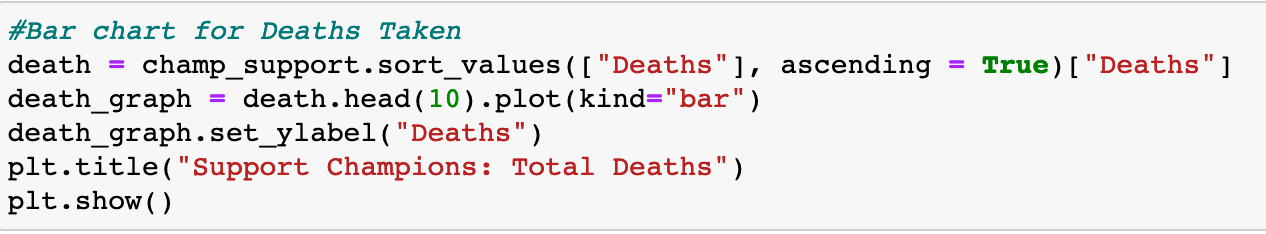 #Bar chart for Deaths Taken
death = champ_support.sort_values(["Deaths"], ascending = True)["Deaths"]
death_graph = death.head(10).plot(kind="bar")
death_graph.set_ylabel("Deaths")
plt.title("Support Champions: Total Deaths")
plt.show()